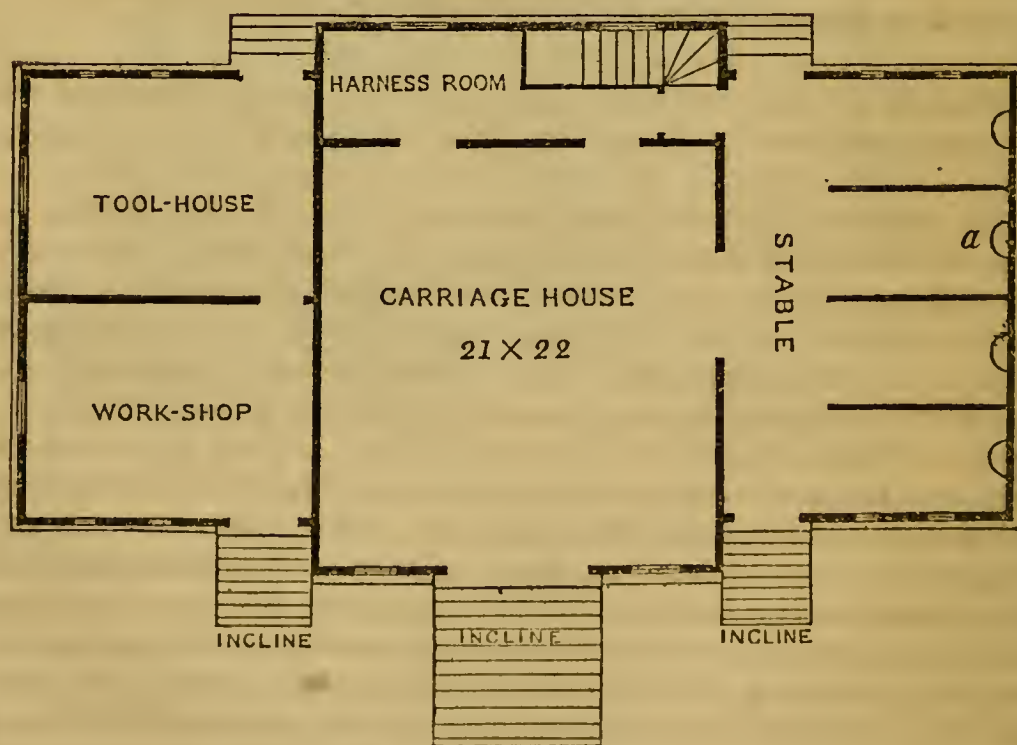 HARNESS ROOM
TOOL-HOUSE
STABLE
a
CARRIAGE HOUSE
21 X 22
WORK-SHOP
INCLINE
INCLINE
INCLINE